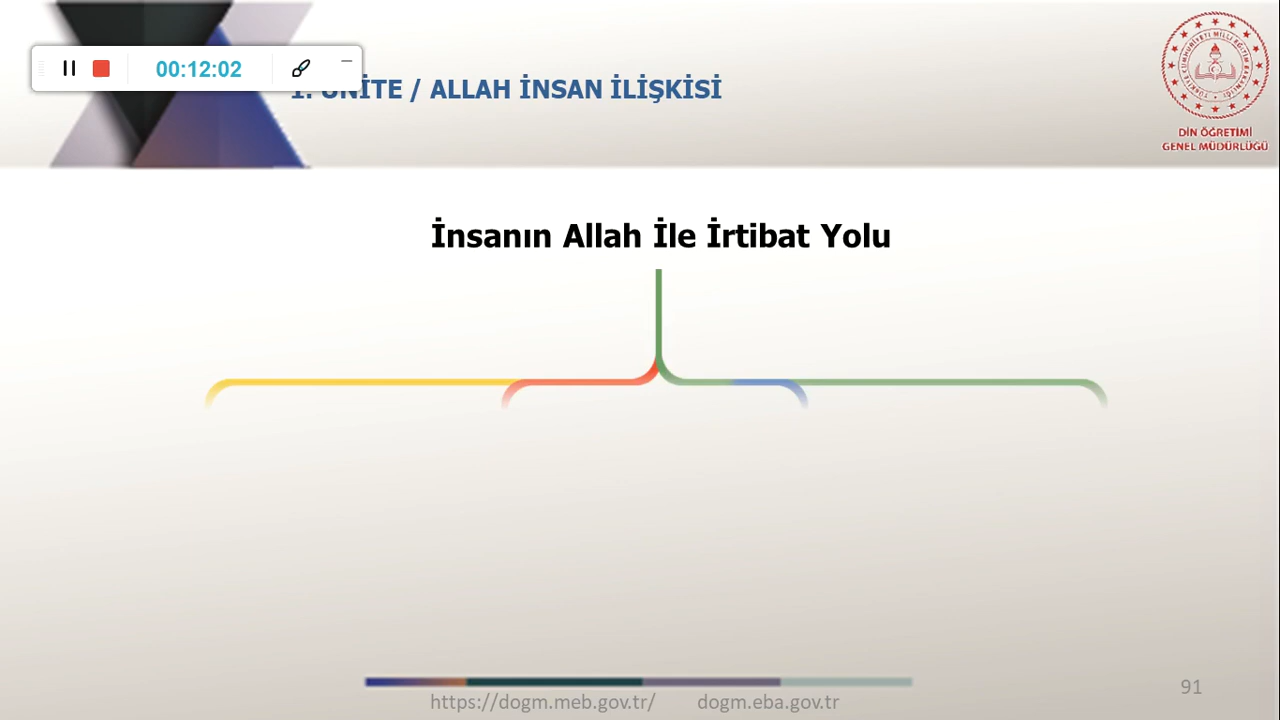 00:12:02
1. ÜNİTE / ALLAH İNSAN İLİŞKİSİ
DİN ÖĞRETİMİ
GENEL MÜDÜRLÜĞÜ
İnsanın Allah İle İrtibat Yolu
https://dogm.meb.gov.tr/ dogm.eba.gov.tr
91